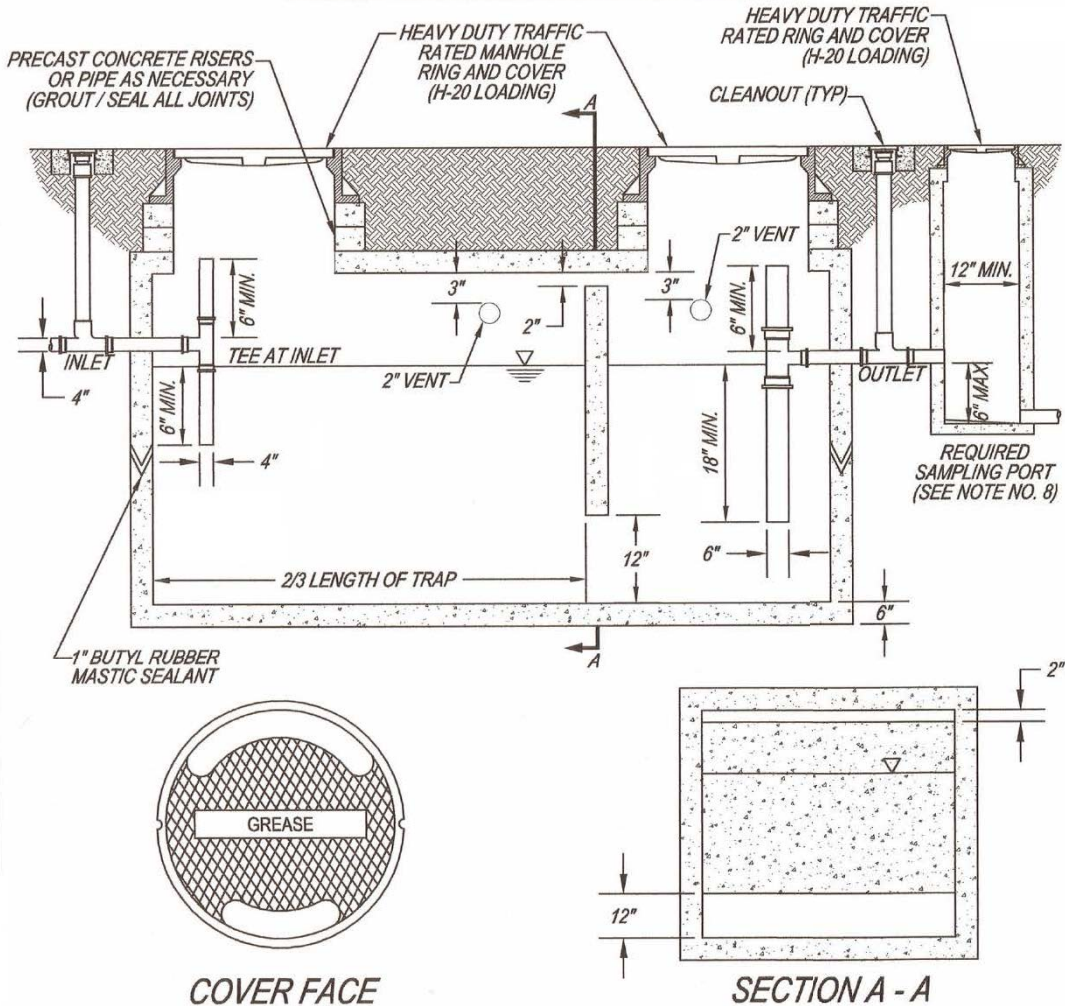 PRECAST CONCRETE RISERS
OR PIPE AS NECESSARY
(GROUT / SEAL ALL JOINTS)
HEAVY DUTY TRAFFIC
RATED MANHOLE
RING AND COVER
(H-20 LOADING)
HEAVY DUTY TRAFFIC
RATED RING AND COVER
(H-20 LOADING)
CLEANOUT (TYP)
A
2" VENT
12" MIN.
6" MIN.
3"
2"
3"
6" MIN.
INLET
TEE AT INLET
2" VENT
OUTLET
4"
6" MIN.
4"
18" MIN.
6" MAX.
REQUIRED
SAMPLING PORT
(SEE NOTE NO. 8)
12"
6"
2/3 LENGTH OF TRAP
6"
A
1" BUTYL RUBBER
MASTIC SEALANT
2"
GREASE
12"
COVER FACE
SECTION A - A